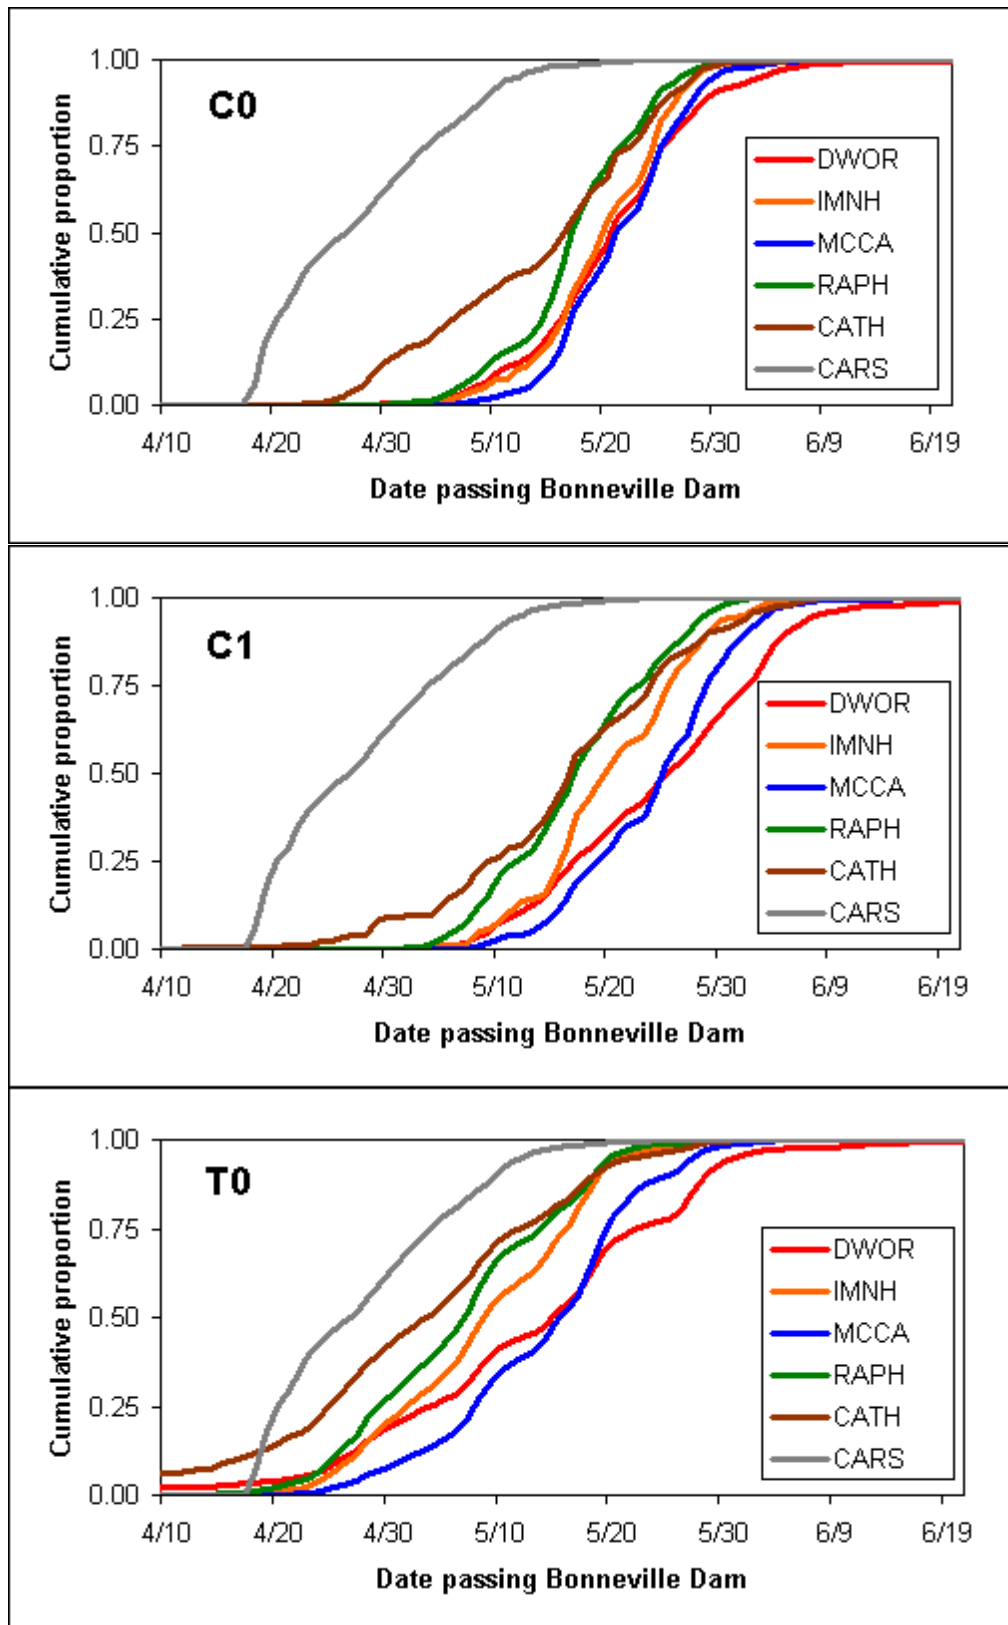 C0
Cumulative proportion
1.00
0.75
0.50
0.25
0.00
DWOR
IMNH
MCCA
RAPH
CATH
CARS
4/10 4/20 4/30 5/10 5/20 5/30 6/9 6/19
Date passing Bonneville Dam
C1
Cumulative proportion
1.00
0.75
0.50
0.25
0.00
DWOR
IMNH
MCCA
RAPH
CATH
CARS
4/10 4/20 4/30 5/10 5/20 5/30 6/9 6/19
Date passing Bonneville Dam
T0
Cumulative proportion
1.00
0.75
0.50
0.25
0.00
DWOR
IMNH
MCCA
RAPH
CATH
CARS
4/10 4/20 4/30 5/10 5/20 5/30 6/9 6/19
Date passing Bonneville Dam